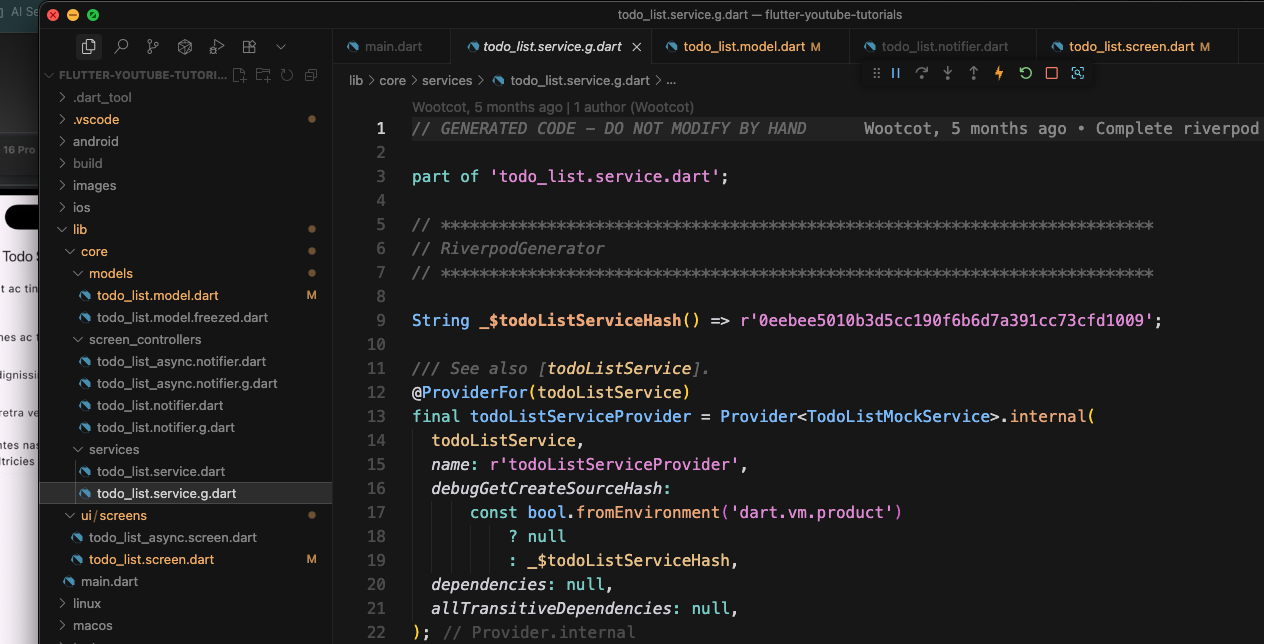 AI Se
todo_list.service.g.dart — flutter-youtube-tutorials
main.dart
todo_list.service.g.dart
todo_list.model.dart M
todo_list.notifier.dart
todo_list.screen.dart M
FLUTTER-YOUTUBE-TUTORI...
lib > core > services > todo_list.service.g.dart > ...
.dart_tool
.vscode
android
build
images
ios
lib
core
models
todo_list.model.dart M
todo_list.model.freezed.dart
screen_controllers
todo_list_async.notifier.dart
todo_list_async.notifier.g.dart
todo_list.notifier.dart
todo_list.notifier.g.dart
services
todo_list.service.dart
todo_list.service.g.dart
ui/screens
todo_list_async.screen.dart
todo_list.screen.dart M
main.dart
linux
macos
16 Pro
Todo S
t ac tin
nes ac t
dignissi
retra ve
ntes nas
ltricies
Wootcot, 5 months ago | 1 author (Wootcot)
1 // GENERATED CODE - DO NOT MODIFY BY HAND Wootcot, 5 months ago • Complete riverpod
2
3 part of 'todo_list.service.dart';
4
5 // **************************************************************************
6 // RiverpodGenerator
7 // **************************************************************************
8
9 String _$todoListServiceHash() => r'0eebee5010b3d5cc190f6b6d7a391cc73cfd1009';
10
11 /// See also [todoListService].
12 @ProviderFor(todoListService)
13 final todoListServiceProvider = Provider<TodoListMockService>.internal(
14 todoListService,
15 name: r'todoListServiceProvider',
16 debugGetCreateSourceHash:
17 const bool.fromEnvironment('dart.vm.product')
18 ? null
19 : _$todoListServiceHash,
20 dependencies: null,
21 allTransitiveDependencies: null,
22 ); // Provider.internal